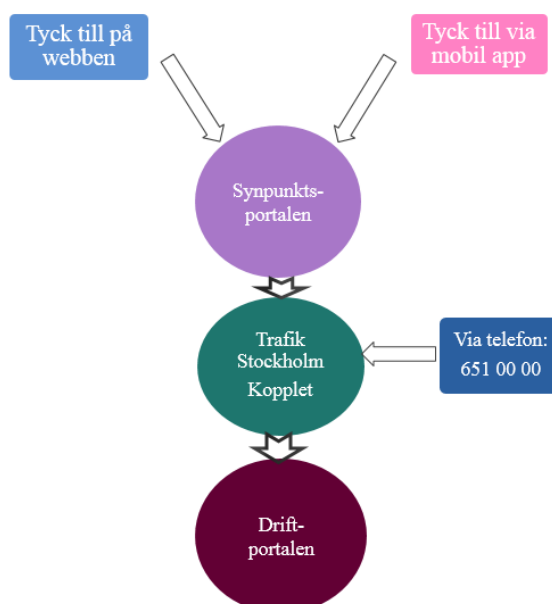 Tyck till på
webben
Tyck till via
mobil app
Synpunkts-
portalen
Trafik
Stockholm
Kopplet
Via telefon:
651 00 00
Drift-
portalen